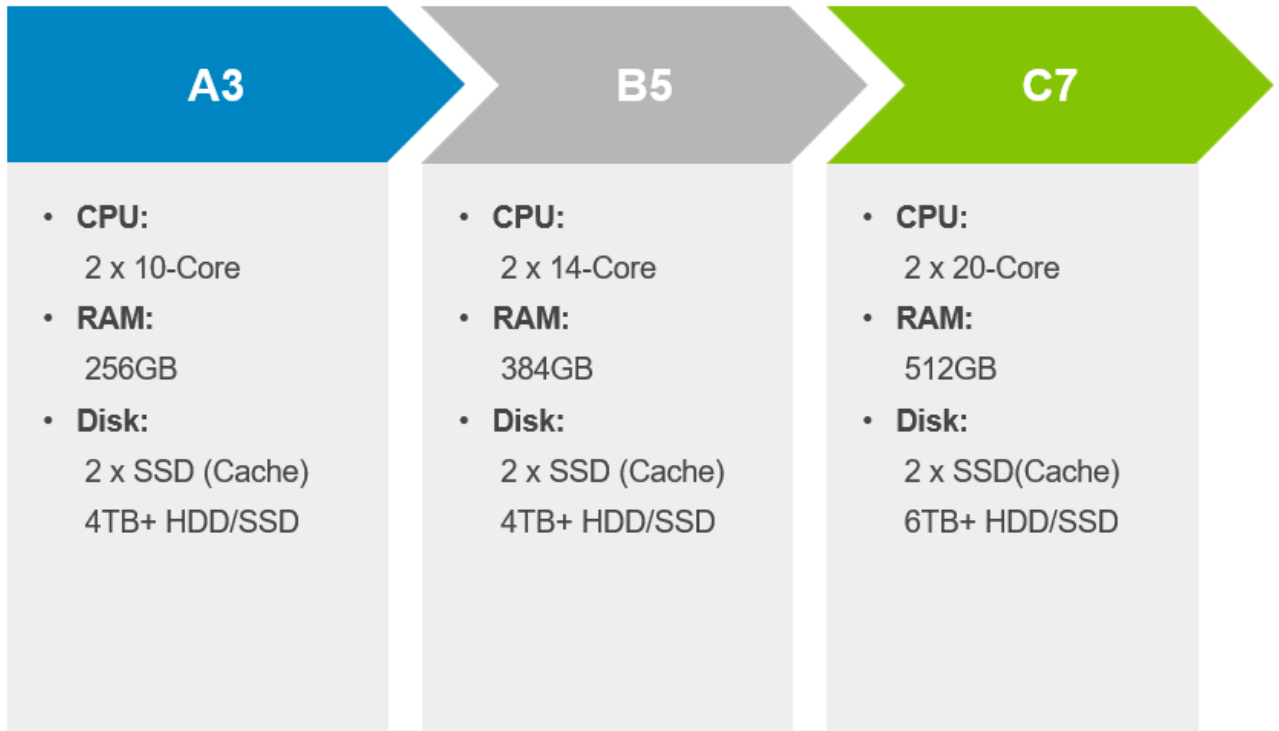 A3
• CPU:
2 x 10-Core
• RAM:
256GB
• Disk:
2 x SSD (Cache)
4TB+ HDD/SSD
B5
• CPU:
2 x 14-Core
• RAM:
384GB
• Disk:
2 x SSD (Cache)
4TB+ HDD/SSD
C7
• CPU:
2 x 20-Core
• RAM:
512GB
• Disk:
2 x SSD(Cache)
6TB+ HDD/SSD